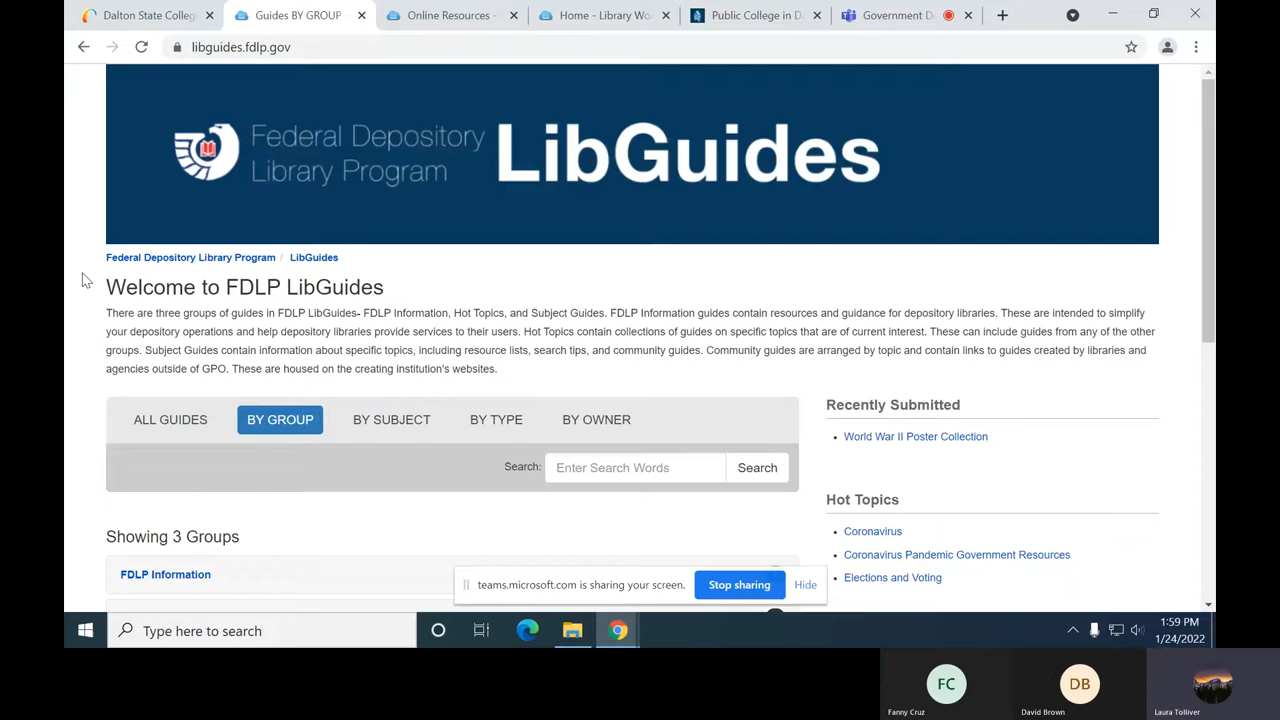 Dalton State Colleg
Guides BY GROUP -
Online Resources -
Home - Library Wo
Public College in D
Government D
libguides.fdlp.gov
Federal Depository
Library Program
LibGuides
Federal Depository Library Program / LibGuides
Welcome to FDLP LibGuides
There are three groups of guides in FDLP LibGuides- FDLP Information, Hot Topics, and Subject Guides. FDLP Information guides contain resources and guidance for depository libraries. These are intended to simplify
your depository operations and help depository libraries provide services to their users. Hot Topics contain collections of guides on specific topics that are of current interest. These can include guides from any of the other
groups. Subject Guides contain information about specific topics, including resource lists, search tips, and community guides. Community guides are arranged by topic and contain links to guides created by libraries and
agencies outside of GPO. These are housed on the creating institution's websites.
ALL GUIDES BY GROUP BY SUBJECT BY TYPE BY OWNER
Search: Enter Search Words Search
Recently Submitted
World War II Poster Collection
Hot Topics
Coronavirus
Coronavirus Pandemic Government Resources
Elections and Voting
Showing 3 Groups
FDLP Information
teams.microsoft.com is sharing your screen. Stop sharing Hide
Type here to search
1:59 PM
1/24/2022
FC
DB
Fanny Cruz
David Brown
Laura Tolliver